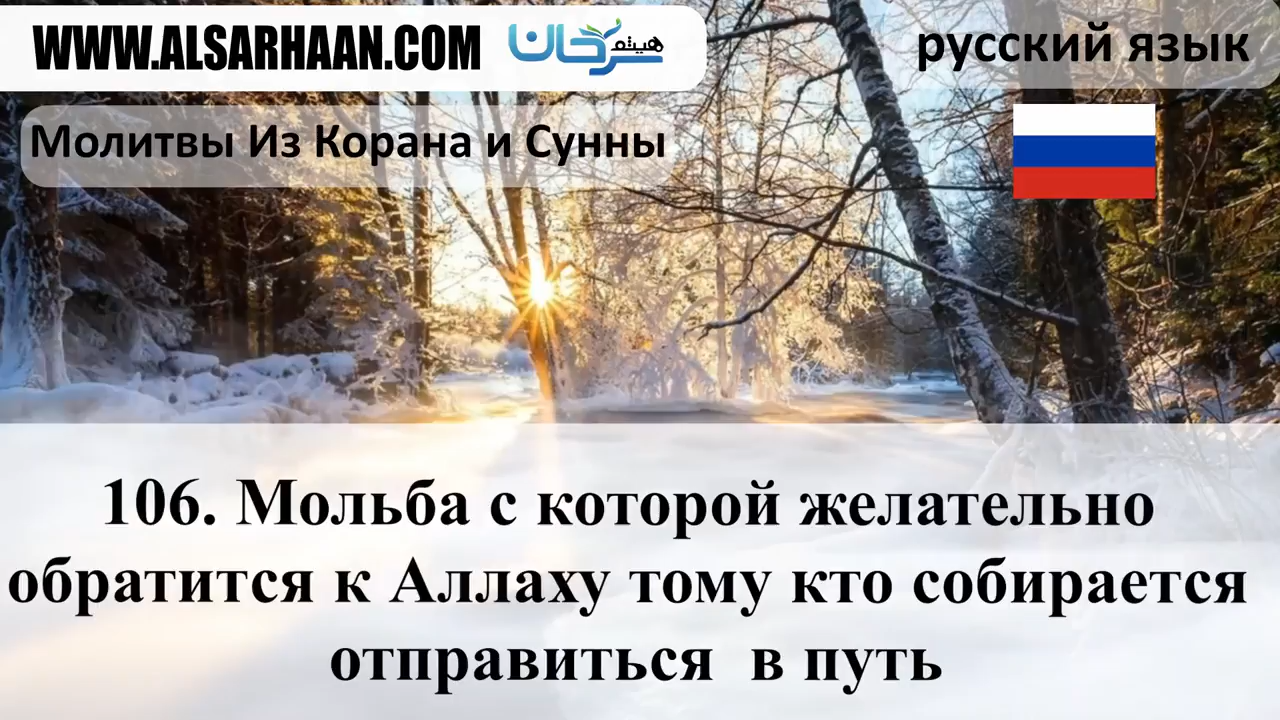 WWW.ALSARHAAN.COM هيثم سرحان
русский язык
Молитвы Из Корана и Сунны
106. Мольба с которой желательно
обратится к Аллаху тому кто собирается
отправиться в путь